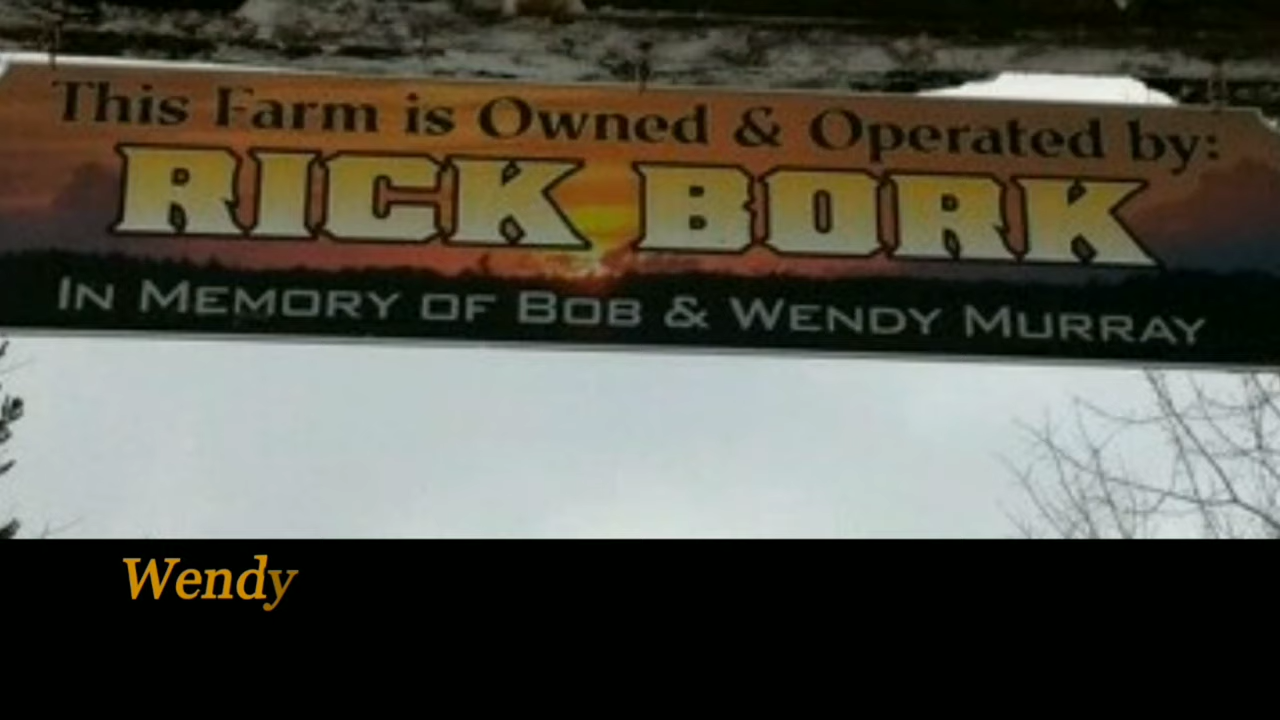 This Farm is Owned & Operated by:
RICK BORK
IN MEMORY OF BOB & WENDY MURRAY
Wendy